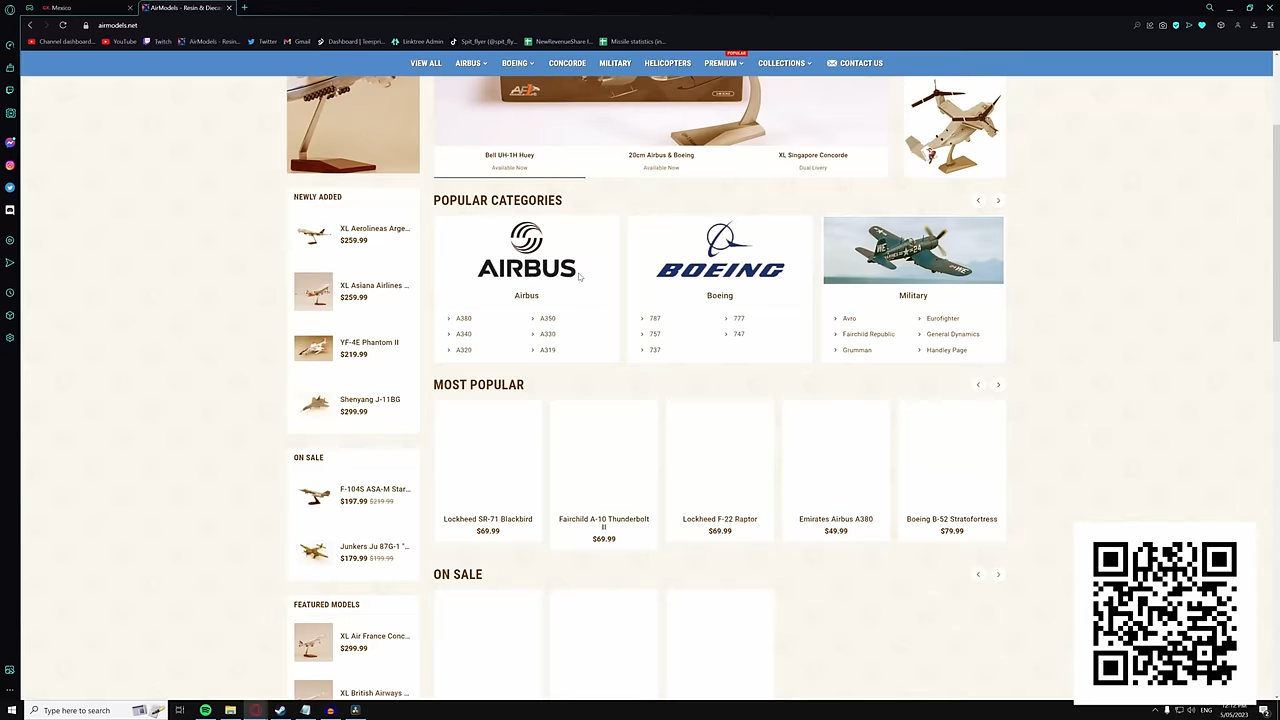 Mexico
AirModels - Resin & Dieca
airmodels.net
Channel dashboard...
YouTube
Twitch
AirModels - Resin...
Twitter
Gmail
Dashboard | Teespri...
Linktree Admin
Spit_flyer (@spit_fly...
NewRevenueShare I...
Missile statistics (in...
POPULAR
VIEW ALL
AIRBUS
BOEING
CONCORDE
MILITARY
HELICOPTERS
PREMIUM
COLLECTIONS
CONTACT US
Bell UH-1H Huey
Available Now
20cm Airbus & Boeing
Available Now
XL Singapore Concorde
Dual Livery
NEWLY ADDED
XL Aerolineas Arge...
$259.99
XL Asiana Airlines ...
$259.99
YF-4E Phantom II
$219.99
Shenyang J-11BG
$299.99
ON SALE
F-104S ASA-M Star...
$197.99 $219.99
Junkers Ju 87G-1 "...
$179.99 $199.99
FEATURED MODELS
XL Air France Conc...
$299.99
XL British Airways ...
POPULAR CATEGORIES
AIRBUS
Airbus
A380
A350
A340
A330
A320
A319
BOEING
Boeing
787
777
757
747
737
Military
Avro
Eurofighter
Fairchild Republic
General Dynamics
Grumman
Handley Page
MOST POPULAR
Lockheed SR-71 Blackbird
$69.99
Fairchild A-10 Thunderbolt
II
$69.99
Lockheed F-22 Raptor
$69.99
Emirates Airbus A380
$49.99
Boeing B-52 Stratofortress
$79.99
ON SALE
Type here to search
ENG
12:12 PM
5/05/2023